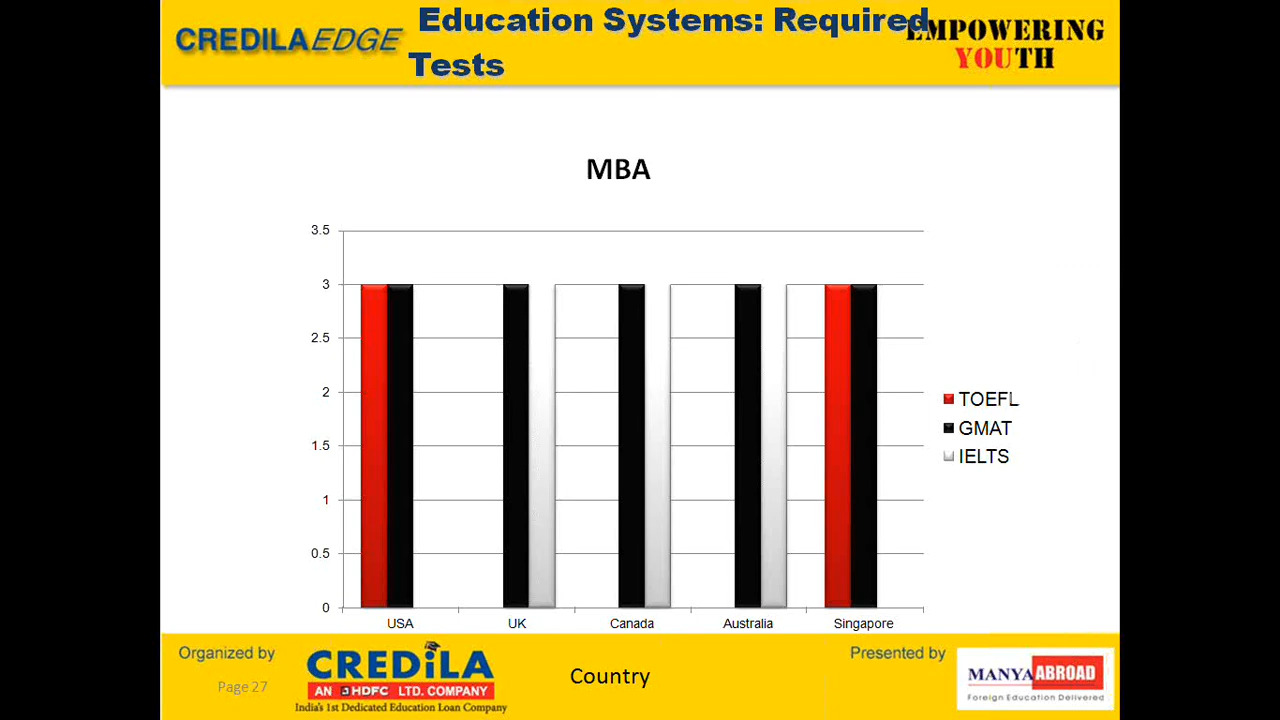 CREDILA EDGE
Education Systems: Required
Tests
EMPOWERING
YOUTH
MBA
3.5
3
2.5
2
1.5
1
0.5
0
USA UK Canada Australia Singapore
TOEFL
GMAT
IELTS
Organized by
Page 27
CREDiLA
AN HDFC LTD. COMPANY
India's 1st Dedicated Education Loan Company
Country
Presented by
MANYA ABROAD
Foreign Education Delivered